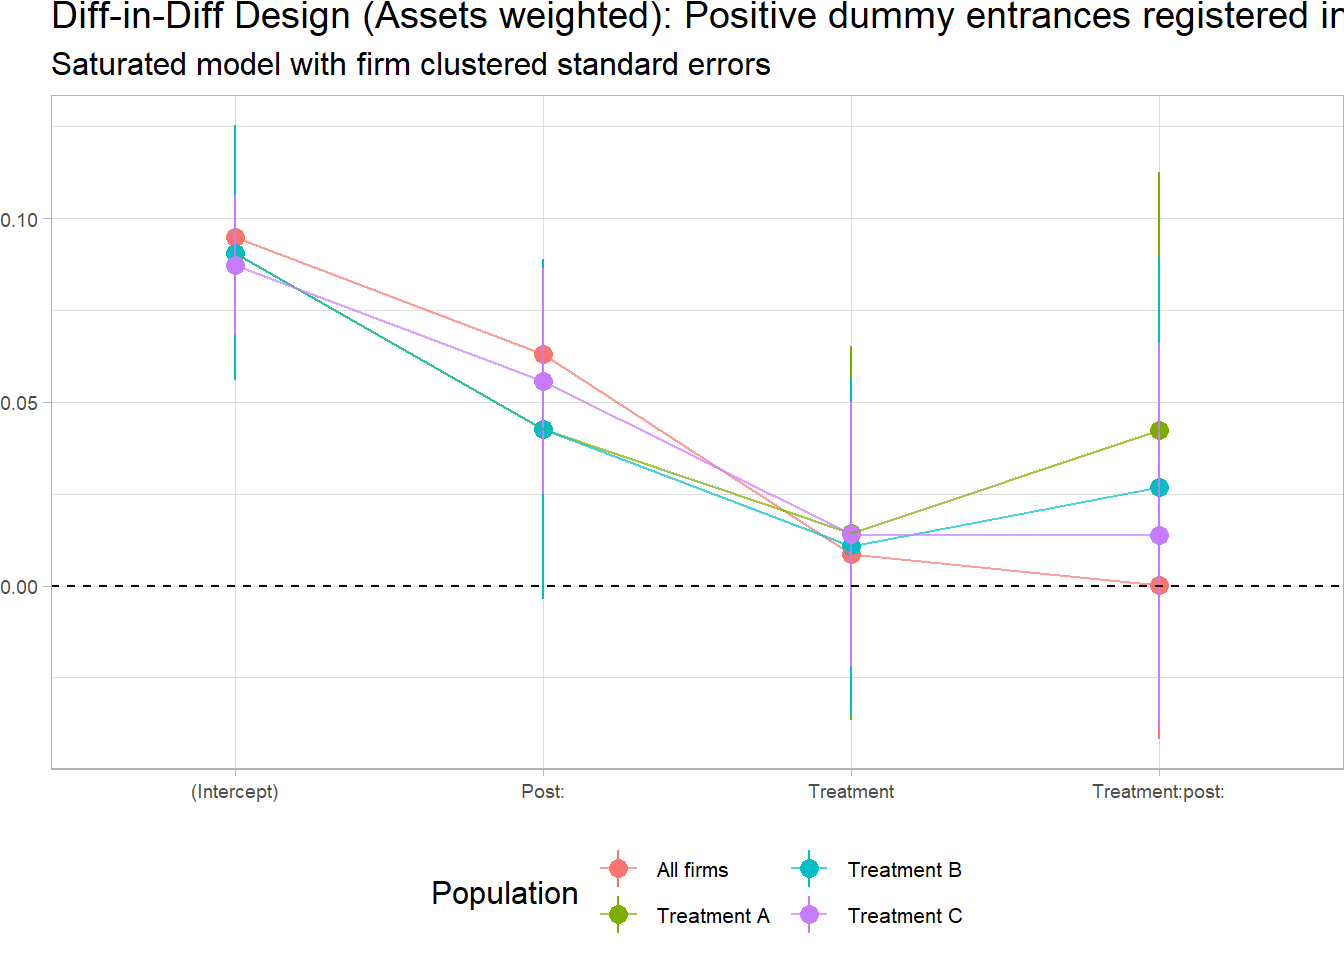 Diff-in-Diff Design (Assets weighted): Positive dummy entrances registered in
Saturated model with firm clustered standard errors
0.10
0.05
0.00
(Intercept) Post: Treatment Treatment:post:
Population
All firms Treatment B
Treatment A Treatment C